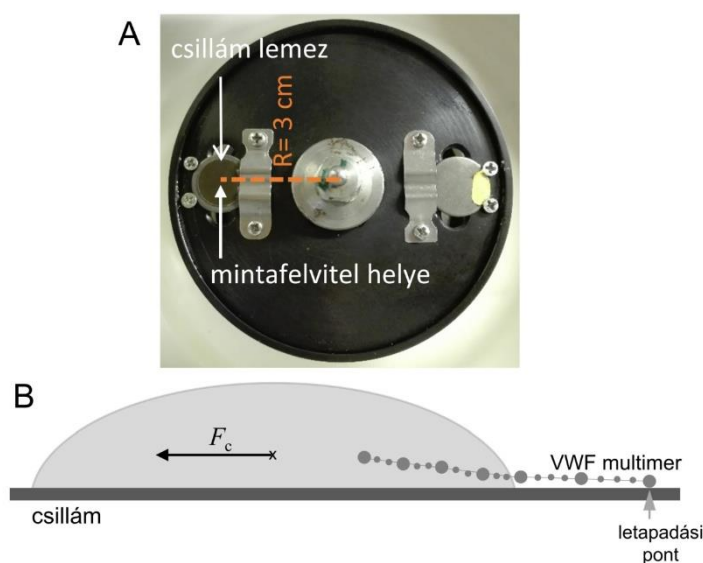 A
csillám lemez
R= 3 cm
mintafelvitel helye
B
Fc
x
VWF multimer
csillám
letapadási
pont